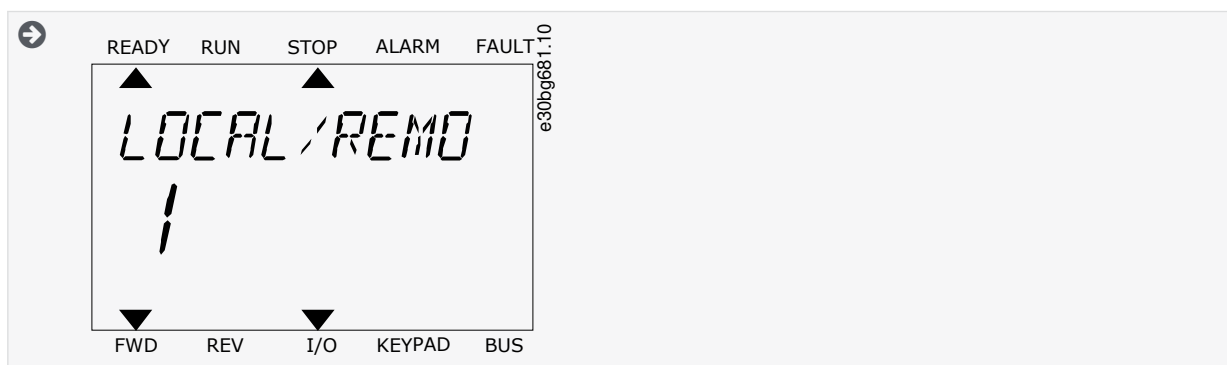 READY RUN STOP ALARM FAULT
e30bg681.10
LOCAL/REMO
1
FWD REV I/O KEYPAD BUS